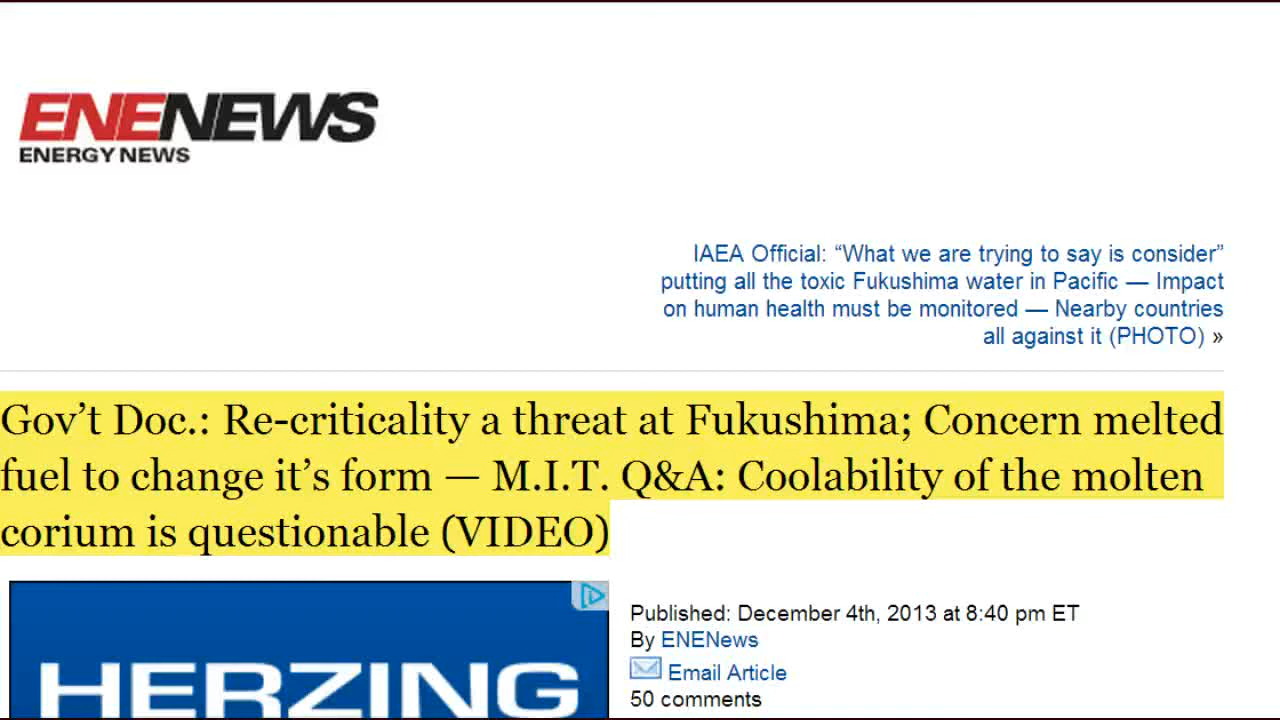 ENENEWS
ENERGY NEWS
IAEA Official: “What we are trying to say is consider”
putting all the toxic Fukushima water in Pacific — Impact
on human health must be monitored — Nearby countries
all against it (PHOTO) »
Gov’t Doc.: Re-criticality a threat at Fukushima; Concern melted
fuel to change it’s form — M.I.T. Q&A: Coolability of the molten
corium is questionable (VIDEO)
HERZING
Published: December 4th, 2013 at 8:40 pm ET
By ENENews
Email Article
50 comments